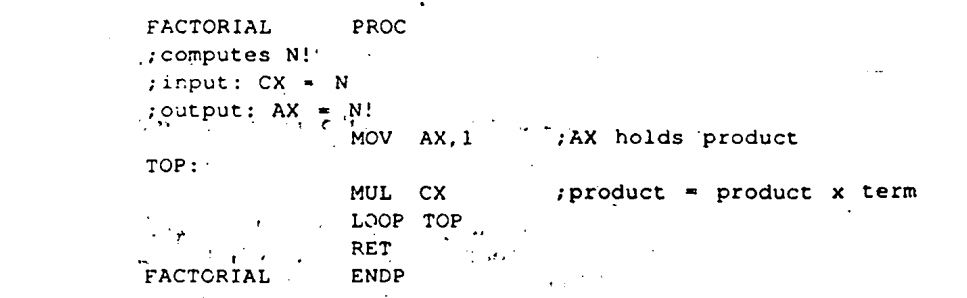 FACTORIAL PROC
;computes N!
;input: CX = N
;output: AX = N!
MOV AX,1 ;AX holds product
TOP:
MUL CX ;product = product x term
LOOP TOP
RET
FACTORIAL ENDP